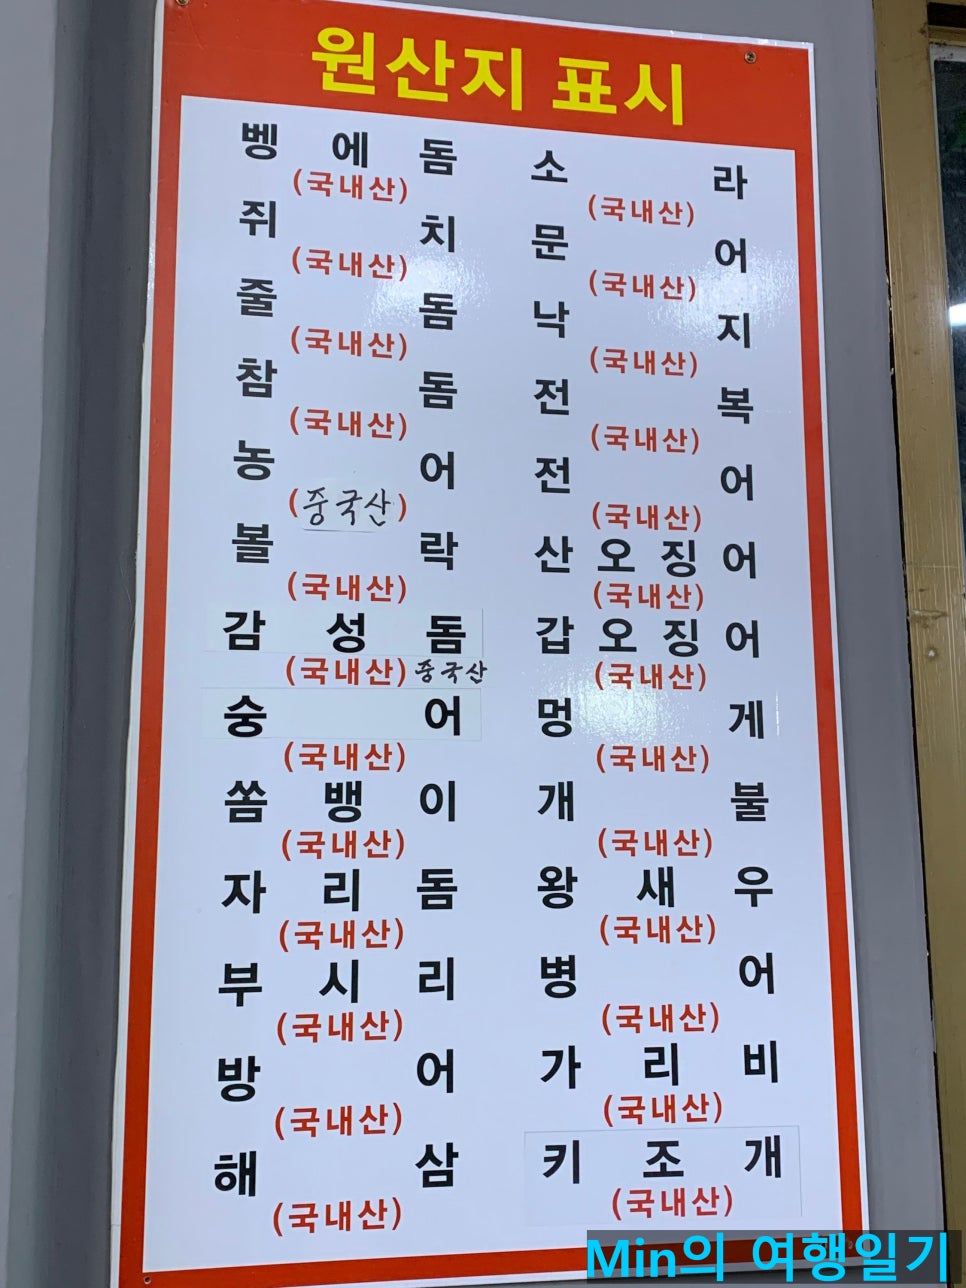 원산지 표시
벵에돔
(국내산)
쥐치
(국내산)
줄돔
(국내산)
참돔
(국내산)
농어
(중국산)
볼락
(국내산)
감성돔
(국내산) 중국산
숭어
(국내산)
쏨뱅이
(국내산)
자리돔
(국내산)
부시리
(국내산)
방어
(국내산)
해삼
(국내산)
소라
(국내산)
문어
(국내산)
낙지
(국내산)
전복
(국내산)
전어
(국내산)
산오징어
(국내산)
갑오징어
(국내산)
멍게
(국내산)
개불
(국내산)
왕새우
(국내산)
병어
(국내산)
가리비
(국내산)
키조개
(국내산)
Min의 여행일기